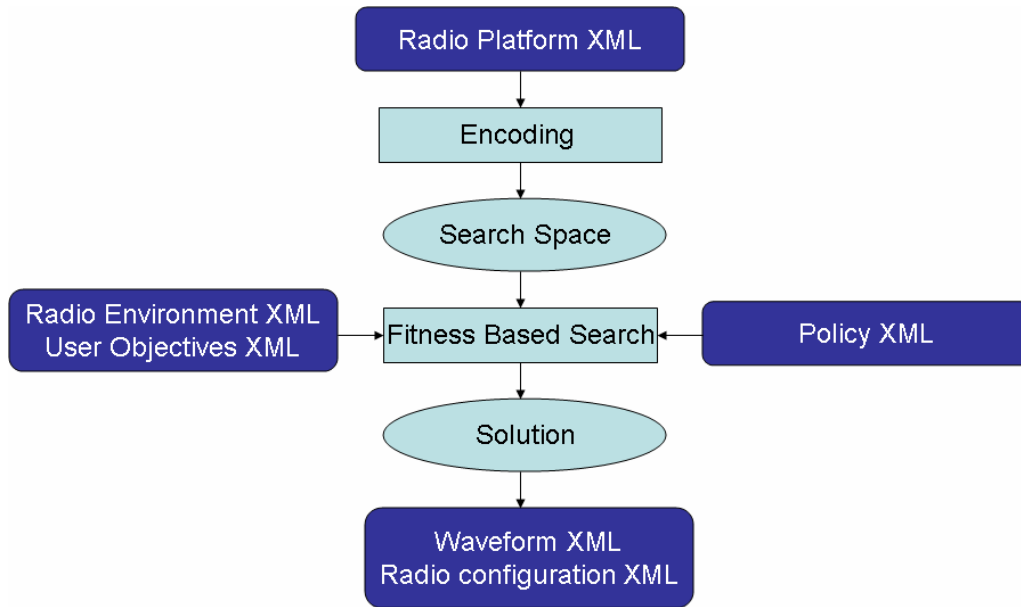 Radio Platform XML
Encoding
Search Space
Radio Environment XML
User Objectives XML
Fitness Based Search
Policy XML
Solution
Waveform XML
Radio configuration XML